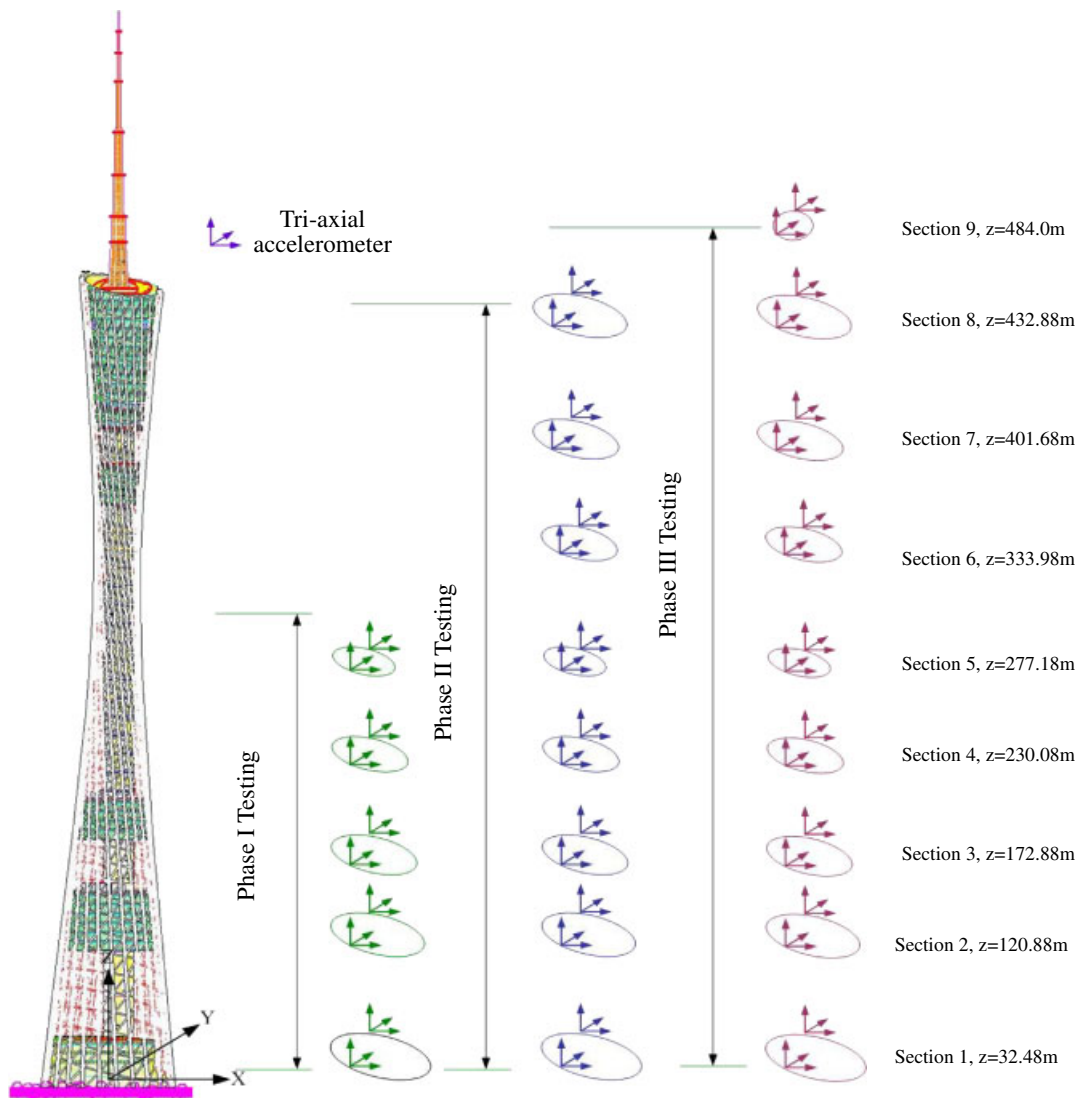 Tri-axial
accelerometer
Section 9, z=484.0m
Section 8, z=432.88m
Section 7, z=401.68m
Phase III Testing
Section 6, z=333.98m
Phase II Testing
Section 5, z=277.18m
Section 4, z=230.08m
Phase I Testing
Section 3, z=172.88m
Section 2, z=120.88m
Z
Y
X
Section 1, z=32.48m